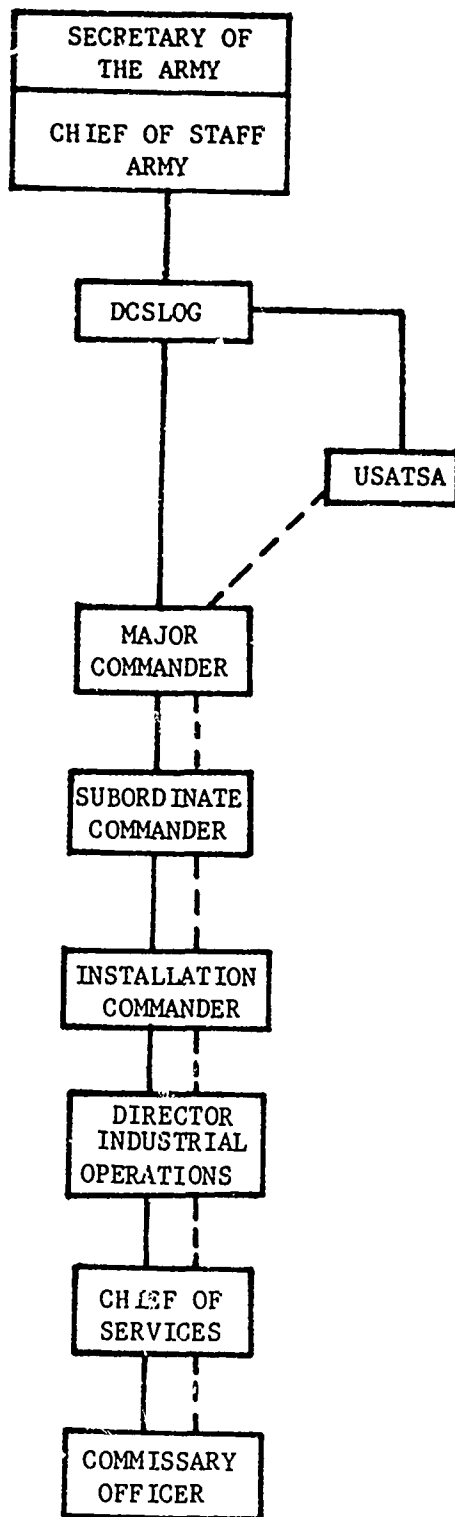 SECRETARY OF
THE ARMY
CHIEF OF STAFF
ARMY
DCSLOG
USATSA
MAJOR
COMMANDER
SUBORDINATE
COMMANDER
INSTALLATION
COMMANDER
DIRECTOR
INDUSTRIAL
OPERATIONS
CHIEF OF
SERVICES
COMMISSARY
OFFICER